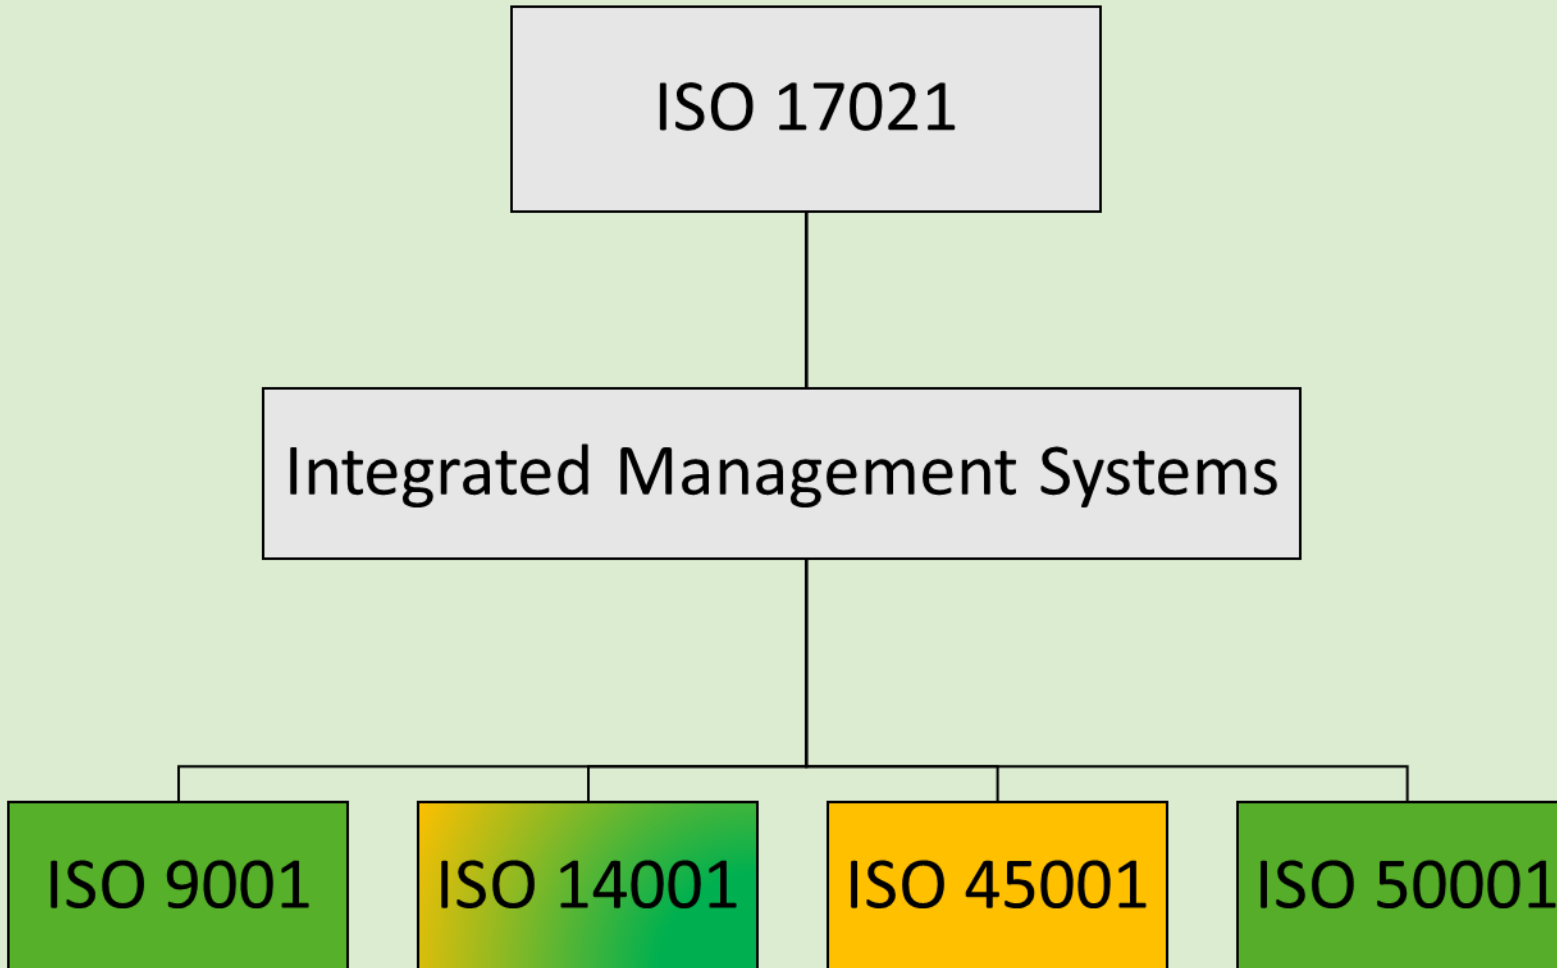 ISO 17021
Integrated Management Systems
ISO 9001
ISO 14001
ISO 45001
ISO 50001